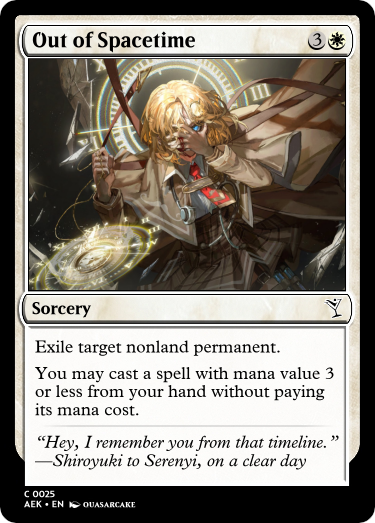 Out of Spacetime 3
Sorcery
Exile target nonland permanent.
You may cast a spell with mana value 3
or less from your hand without paying
its mana cost.
“Hey, I remember you from that timeline.”
—Shiroyuki to Serenyi, on a clear day
C 0025
AEK • EN OUASARCAKE